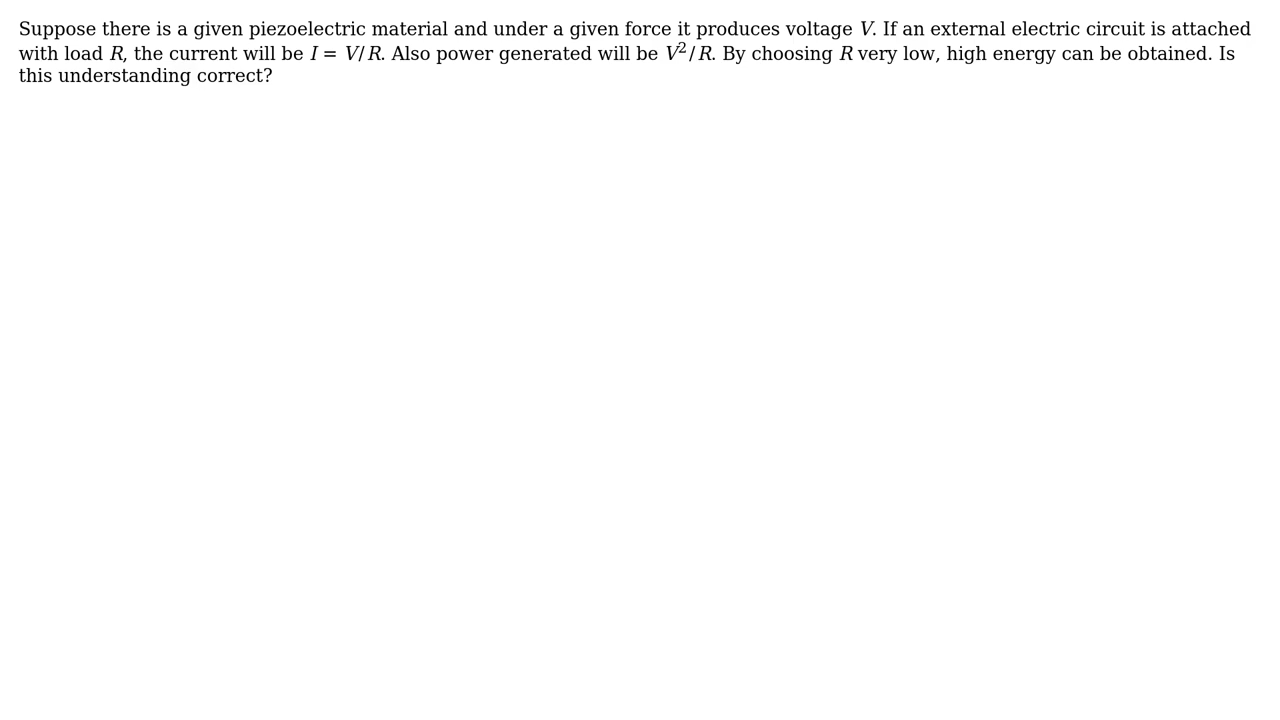 Suppose there is a given piezoelectric material and under a given force it produces voltage V. If an external electric circuit is attached
with load R, the current will be I = V/R. Also power generated will be V²/R. By choosing R very low, high energy can be obtained. Is
this understanding correct?